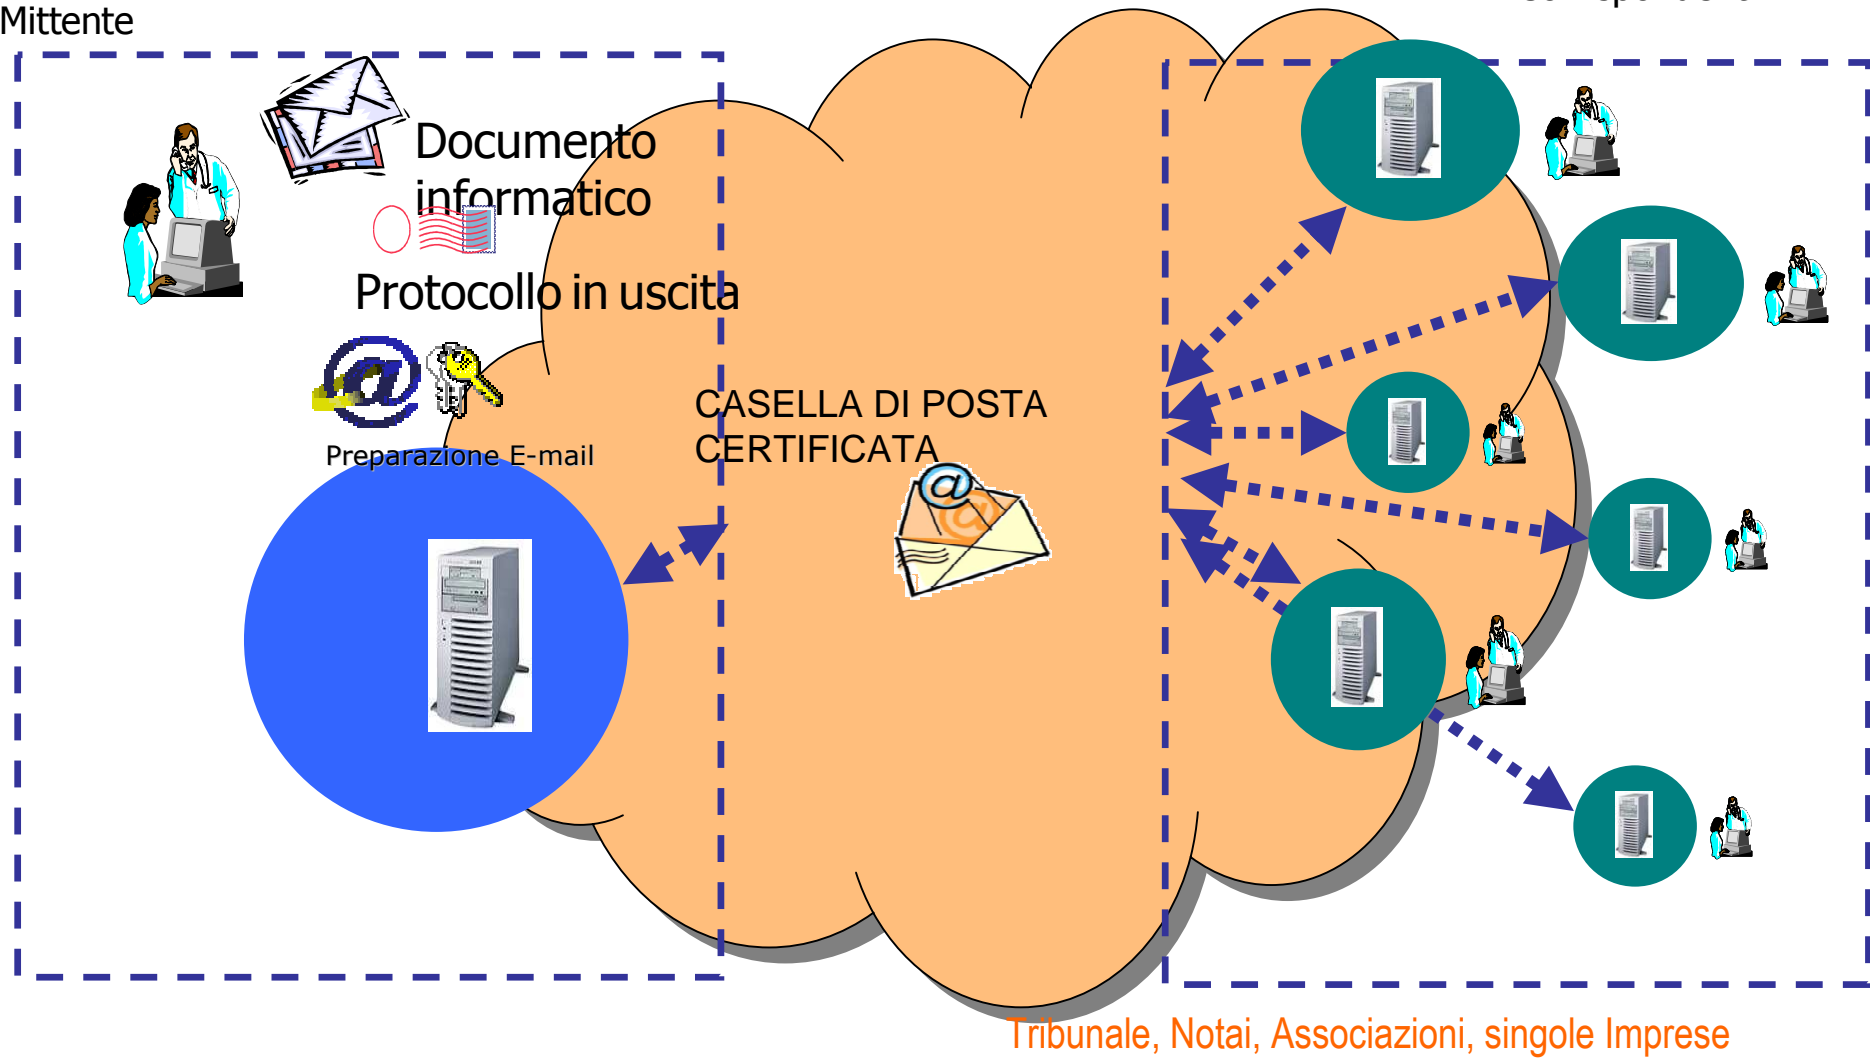 Mittente
Documento
informatico
Protocollo in uscita
Preparazione E-mail
CASELLA DI POSTA
CERTIFICATA
Tribunale, Notai, Associazioni, singole Imprese